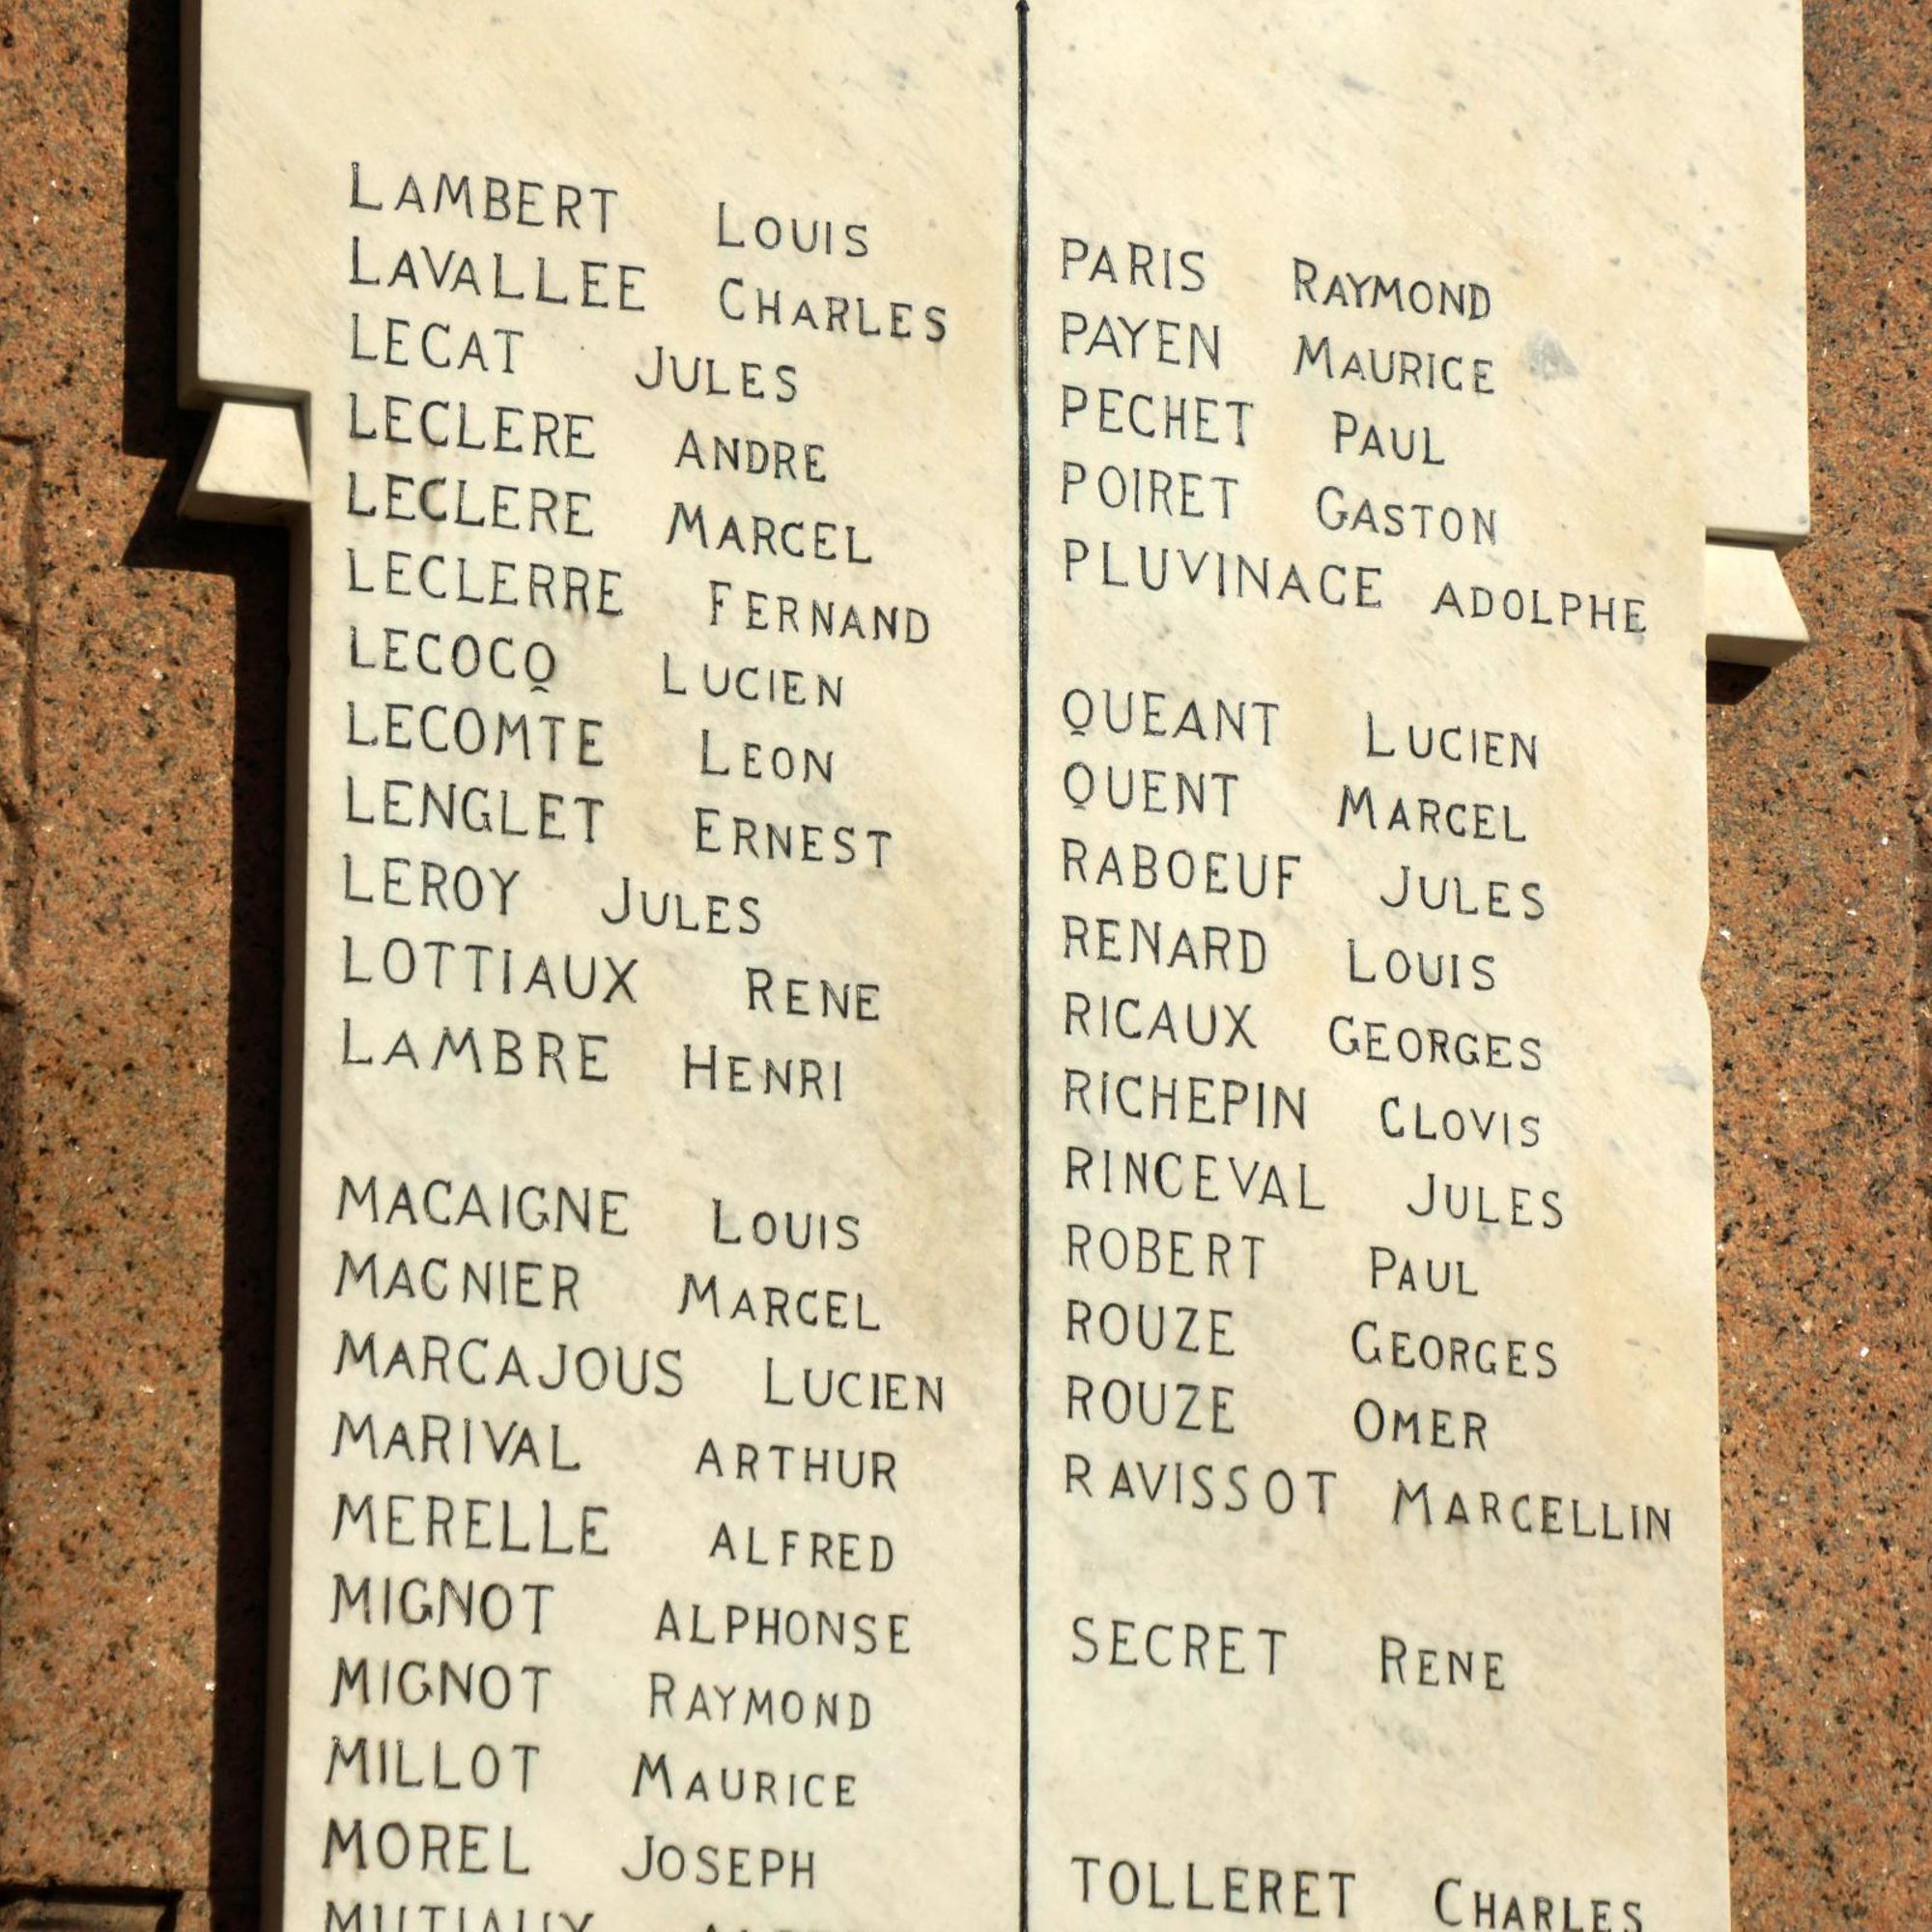 LAMBERT LOUIS
LAVALLEE CHARLES
LECAT JULES
LECLERE ANDRE
LECLERE MARCEL
LECLERRE FERNAND
LECOCQ LUCIEN
LECOMTE LEON
LENGLET ERNEST
LEROY JULES
LOTTIAUX RENE
LAMBRE HENRI
MACAIGNE LOUIS
MAGNIER MARCEL
MARCAJOUS LUCIEN
MARIVAL ARTHUR
MERELLE ALFRED
MIGNOT ALPHONSE
MIGNOT RAYMOND
MILLOT MAURICE
MOREL JOSEPH
MUTIAUX
PARIS RAYMOND
PAYEN MAURICE
PECHET PAUL
POIRET GASTON
PLUVINAGE ADOLPHE
QUEANT LUCIEN
QUENT MARCEL
RABOEUF JULES
RENARD LOUIS
RICAUX GEORGES
RICHEPIN CLOVIS
RINCEVAL JULES
ROBERT PAUL
ROUZE GEORGES
ROUZE OMER
RAVISSOT MARCELLIN
SECRET RENE
TOLLERET CHARLES